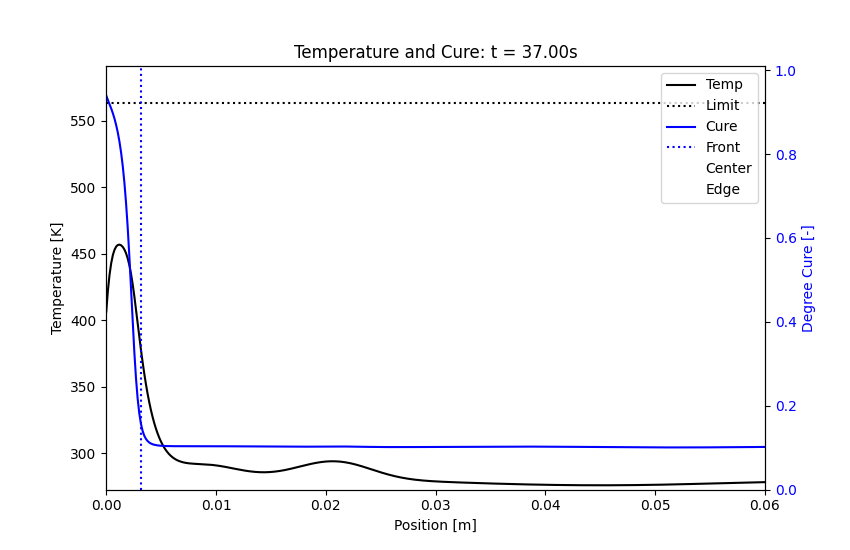 Temperature and Cure: t = 37.00s
Temp
Limit
Cure
Front
Center
Edge
550
500
450
400
350
300
Temperature [K]
1.0
0.8
0.6
0.4
0.2
0.0
Degree Cure [-]
0.00 0.01 0.02 0.03 0.04 0.05 0.06
Position [m]